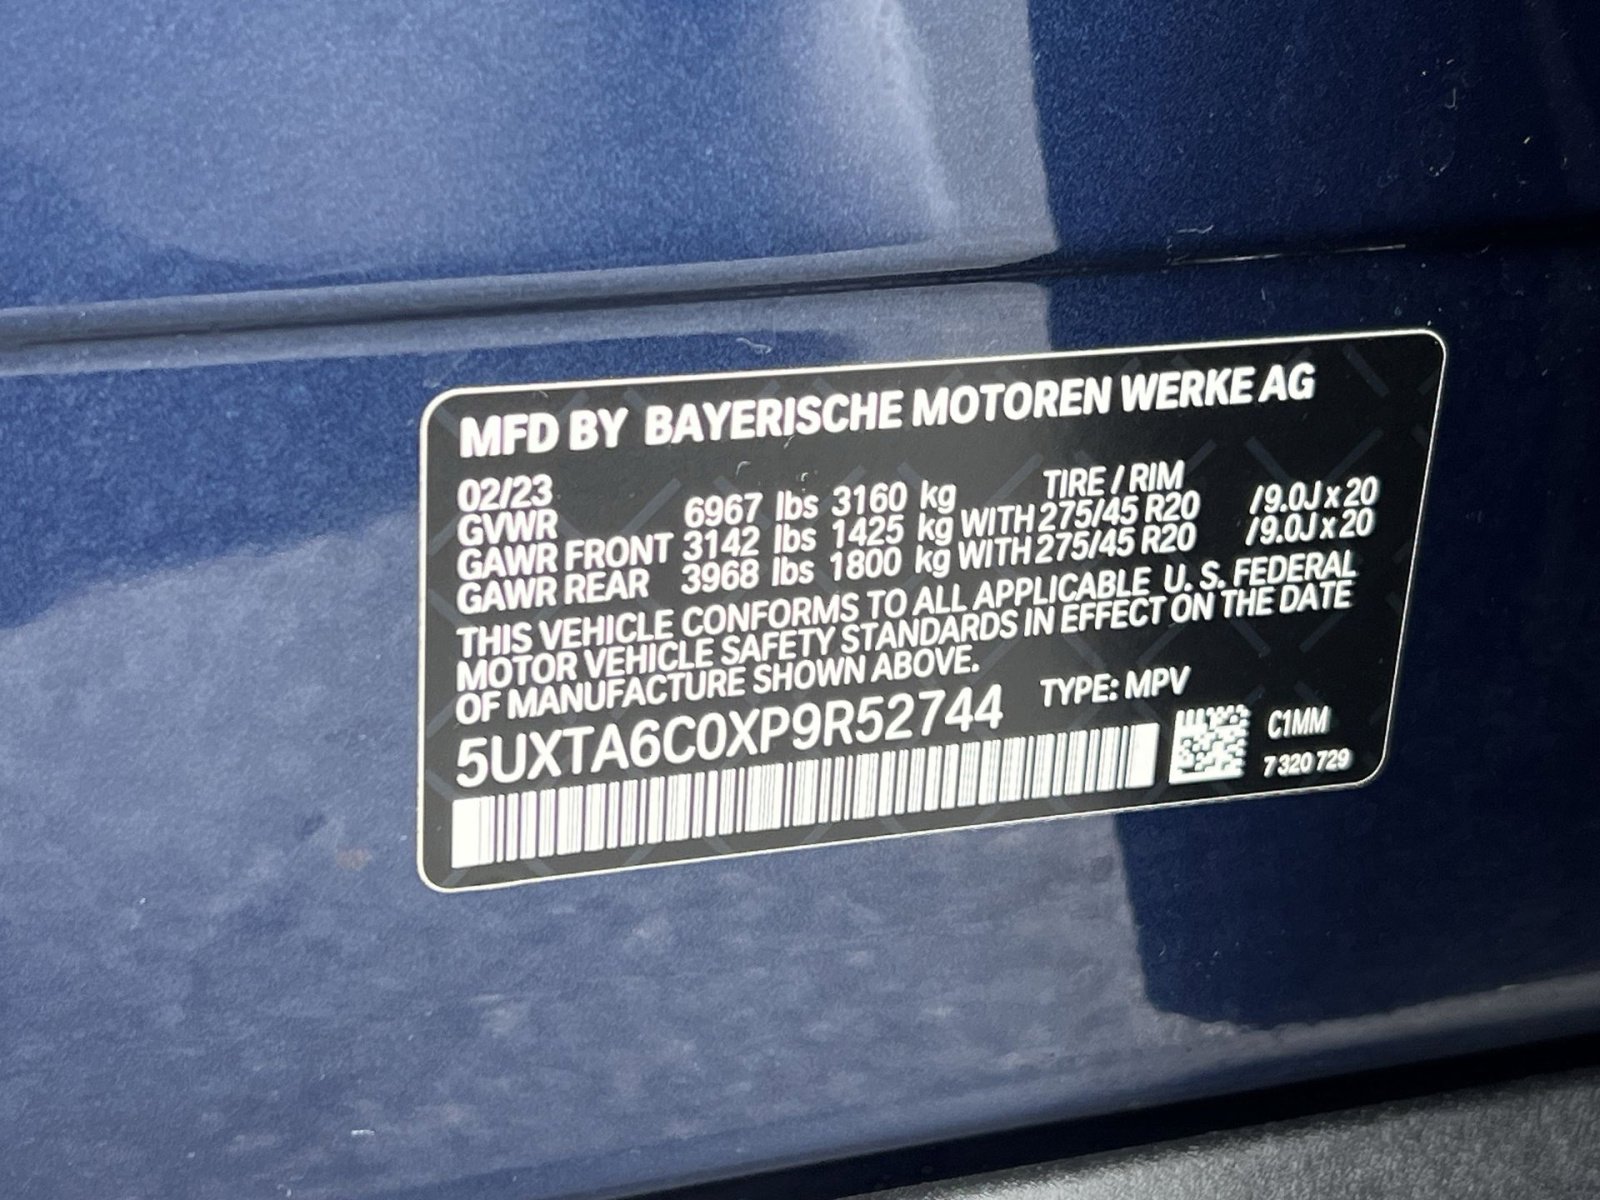 MFD BY BAYERISCHE MOTOREN WERKE AG
02/23 TIRE / RIM
GVWR 6967 lbs 3160 kg
GAWR FRONT 3142 lbs 1425 kg WITH 275/45 R20 /9.0J x 20
GAWR REAR 3968 lbs 1800 kg WITH 275/45 R20 /9.0J x 20
THIS VEHICLE CONFORMS TO ALL APPLICABLE U. S. FEDERAL
MOTOR VEHICLE SAFETY STANDARDS IN EFFECT ON THE DATE
OF MANUFACTURE SHOWN ABOVE.
5UXTA6C0XP9R52744 TYPE: MPV
C1MM
7 320 729